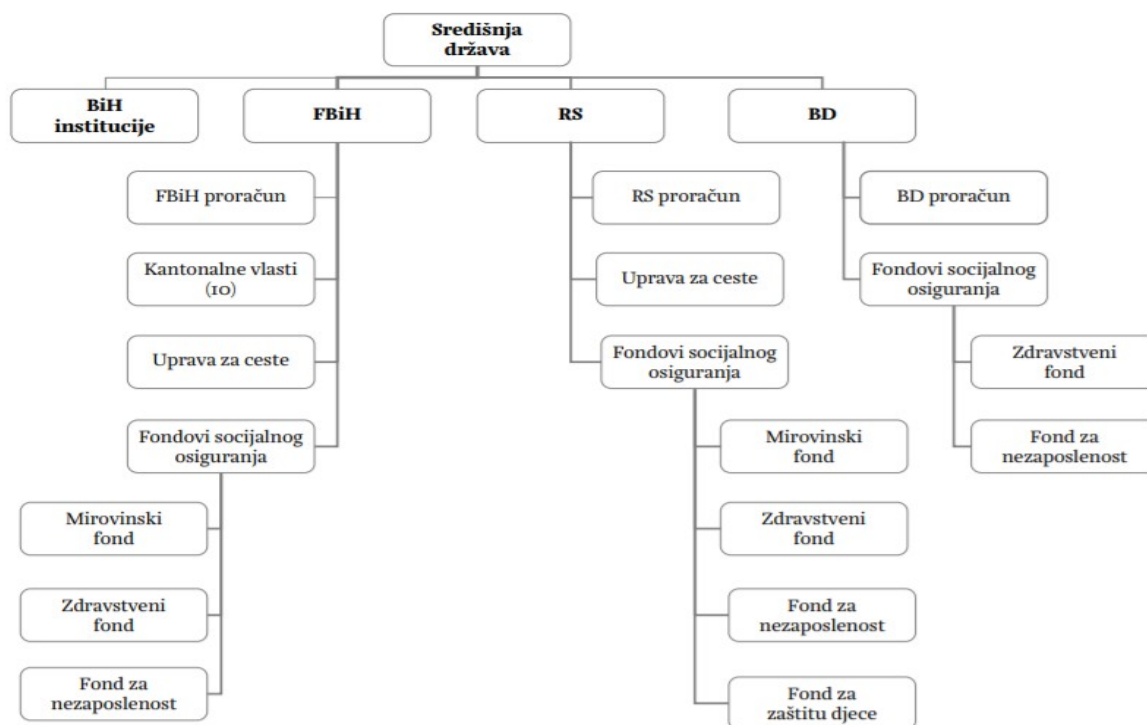 Središnja
država
BiH
institucije
FBiH
RS
BD
FBiH proračun
Kantonalne vlasti
(10)
Uprava za ceste
Fondovi socijalnog
osiguranja
Mirovinski
fond
Zdravstveni
fond
Fond za
nezaposlenost
RS proračun
Uprava za ceste
Fondovi socijalnog
osiguranja
Mirovinski
fond
Zdravstveni
fond
Fond za
nezaposlenost
Fond za
zaštitu djece
BD proračun
Fondovi socijalnog
osiguranja
Zdravstveni
fond
Fond za
nezaposlenost